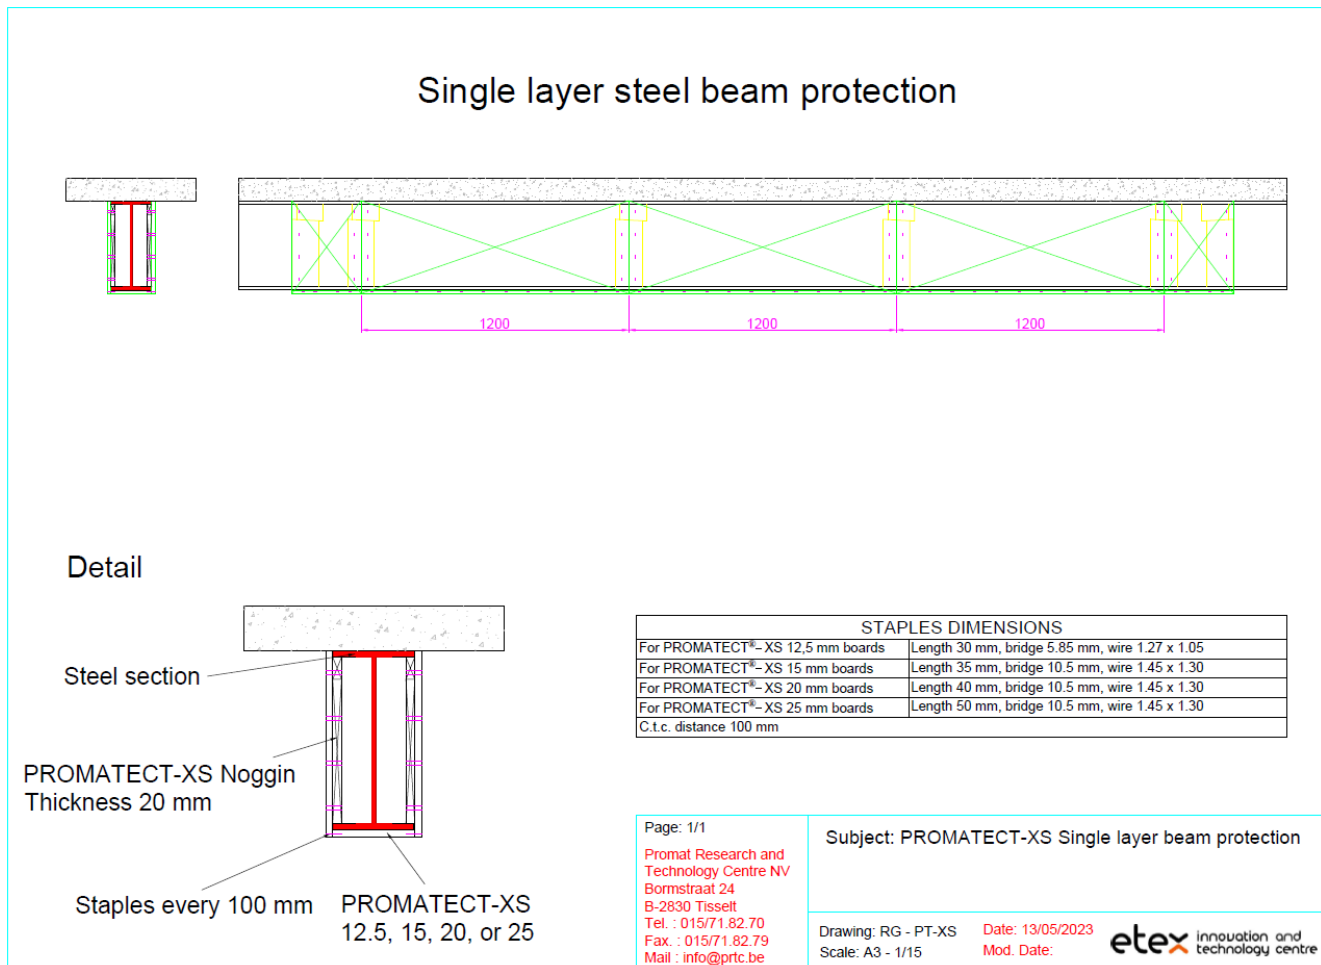 Single layer steel beam protection
1200
1200
1200
Detail
Steel section
PROMATECT-XS Noggin
Thickness 20 mm
Staples every 100 mm
PROMATECT-XS
12.5, 15, 20, or 25
STAPLES DIMENSIONS
For PROMATECT®–XS 12,5 mm boards Length 30 mm, bridge 5.85 mm, wire 1.27 x 1.05
For PROMATECT®–XS 15 mm boards Length 35 mm, bridge 10.5 mm, wire 1.45 x 1.30
For PROMATECT®–XS 20 mm boards Length 40 mm, bridge 10.5 mm, wire 1.45 x 1.30
For PROMATECT®–XS 25 mm boards Length 50 mm, bridge 10.5 mm, wire 1.45 x 1.30
C.t.c. distance 100 mm
Page: 1/1
Promat Research and
Technology Centre NV
Bormstraat 24
B-2830 Tisselt
Tel. : 015/71.82.70
Fax. : 015/71.82.79
Mail : info@prtc.be
Subject: PROMATECT-XS Single layer beam protection
Drawing: RG - PT-XS
Scale: A3 - 1/15
Date: 13/05/2023
Mod. Date:
etex innovation and
technology centre